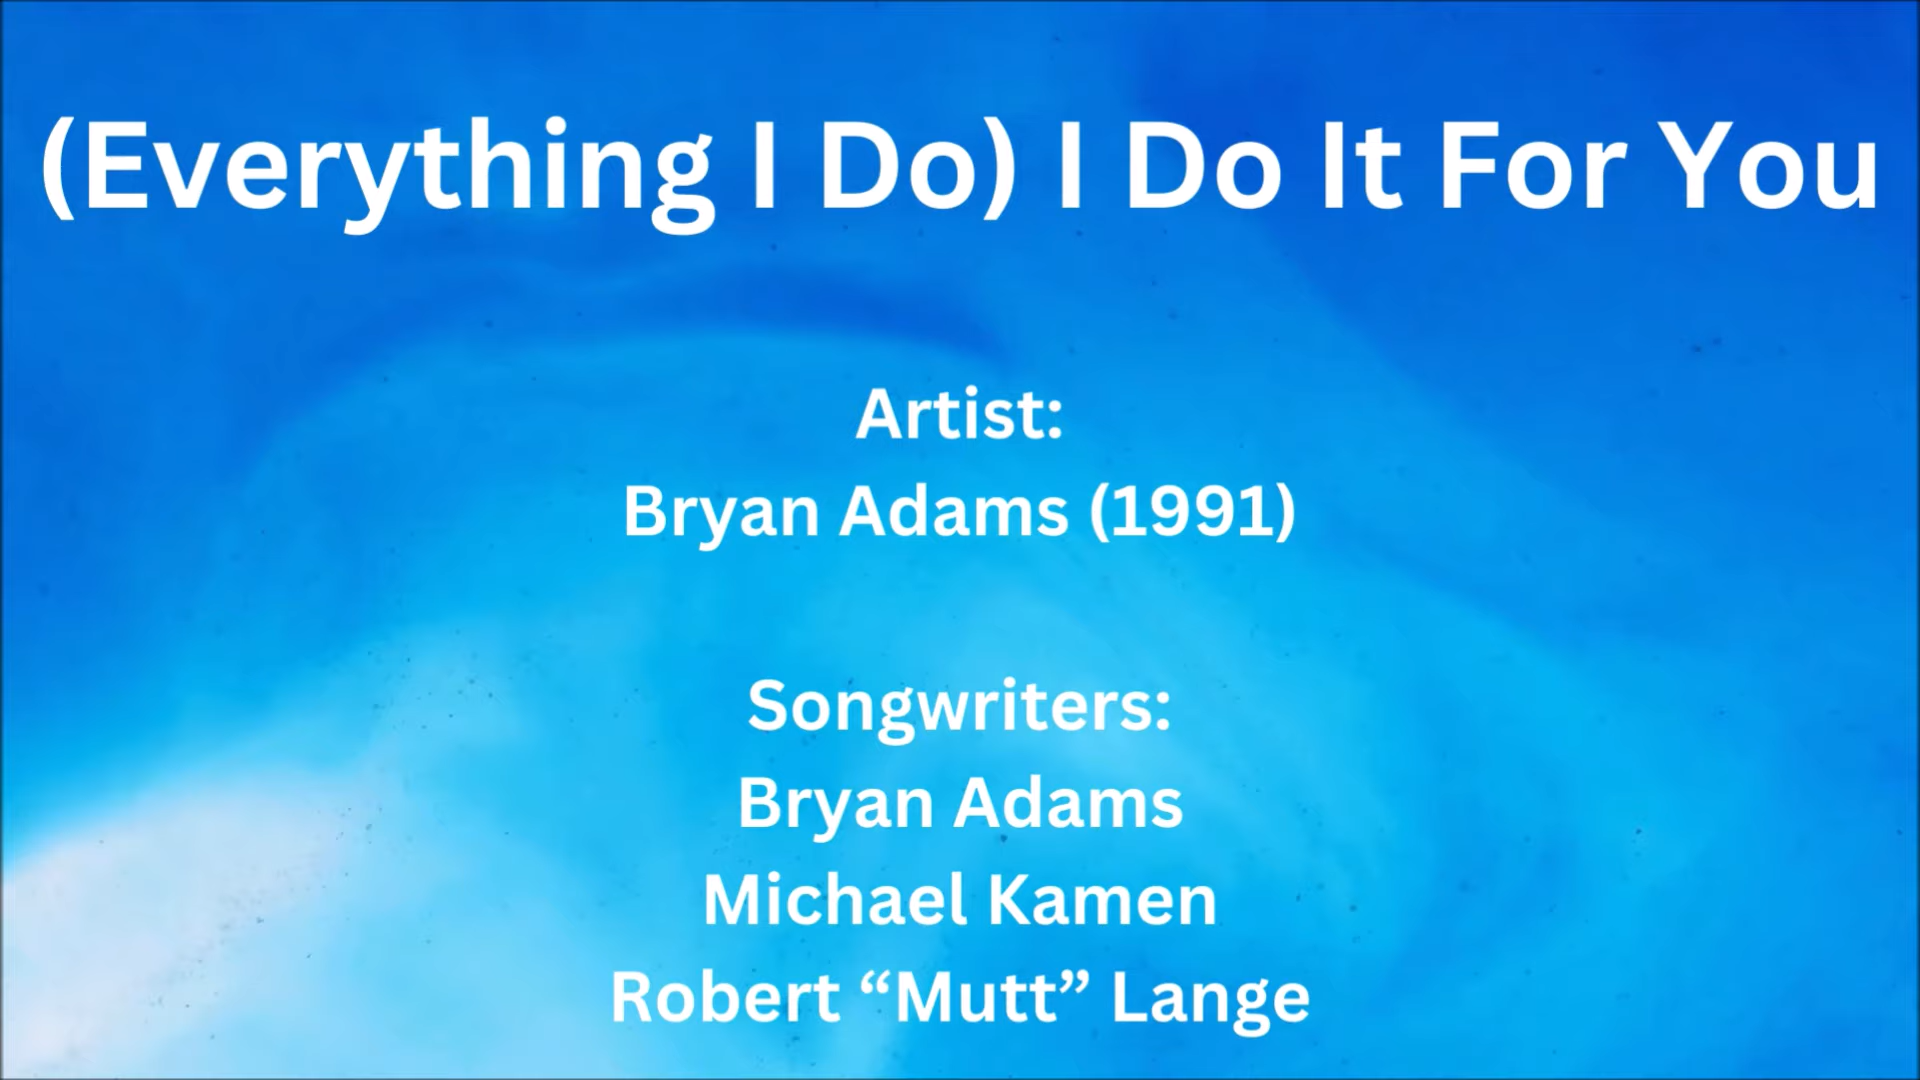 (Everything I Do) I Do It For You
Artist:
Bryan Adams (1991)
Songwriters:
Bryan Adams
Michael Kamen
Robert “Mutt” Lange